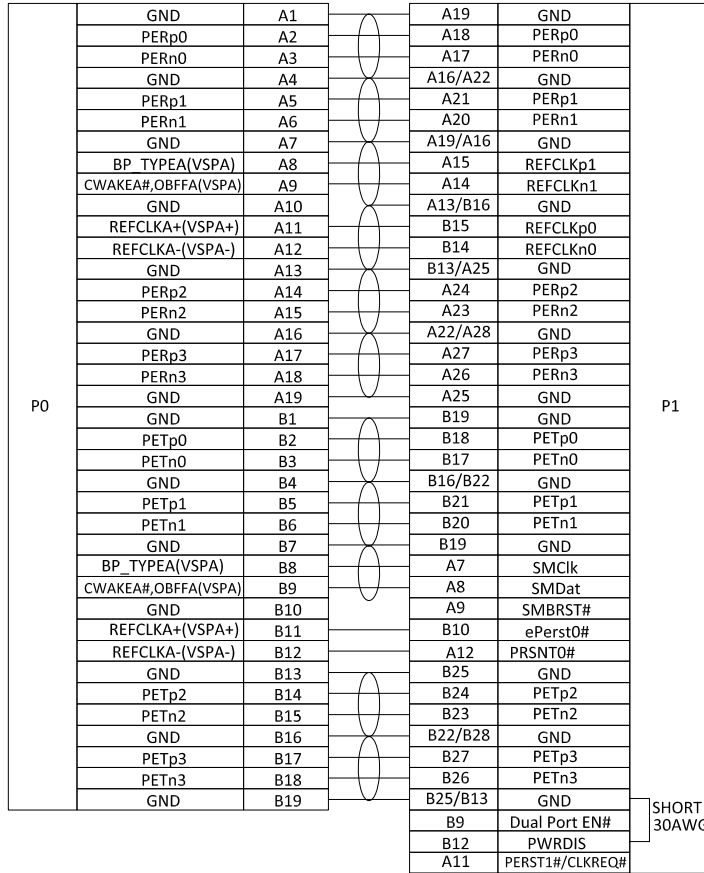 GND A1 A19 GND
PERp0 A2 A18 PERp0
PERn0 A3 A17 PERn0
GND A4 A16/A22 GND
PERp1 A5 A21 PERp1
PERn1 A6 A20 PERn1
GND A7 A19/A16 GND
BP_TYPEA(VSPA) A8 A15 REFCLKp1
CWAKEA#,OBFFA(VSPA) A9 A14 REFCLKn1
GND A10 A13/B16 GND
REFCLKA+(VSPA+) A11 B15 REFCLKp0
REFCLKA-(VSPA-) A12 B14 REFCLKn0
GND A13 B13/A25 GND
PERp2 A14 A24 PERp2
PERn2 A15 A23 PERn2
GND A16 A22/A28 GND
PERp3 A17 A27 PERp3
PERn3 A18 A26 PERn3
P0 GND A19 A25 GND P1
GND B1 B19 GND
PETp0 B2 B18 PETp0
PETn0 B3 B17 PETn0
GND B4 B16/B22 GND
PETp1 B5 B21 PETp1
PETn1 B6 B20 PETn1
GND B7 B19 GND
BP_TYPEA(VSPA) B8 A7 SMClk
CWAKEA#,OBFFA(VSPA) B9 A8 SMDat
GND B10 A9 SMBRST#
REFCLKA+(VSPA+) B11 B10 ePerst0#
REFCLKA-(VSPA-) B12 A12 PRSNT0#
GND B13 B25 GND
PETp2 B14 B24 PETp2
PETn2 B15 B23 PETn2
GND B16 B22/B28 GND
PETp3 B17 B27 PETp3
PETn3 B18 B26 PETn3
GND B19 B25/B13 GND SHORT
B9 Dual Port EN# 30AWG
B12 PWRDIS
A11 PERST1#/CLKREQ#